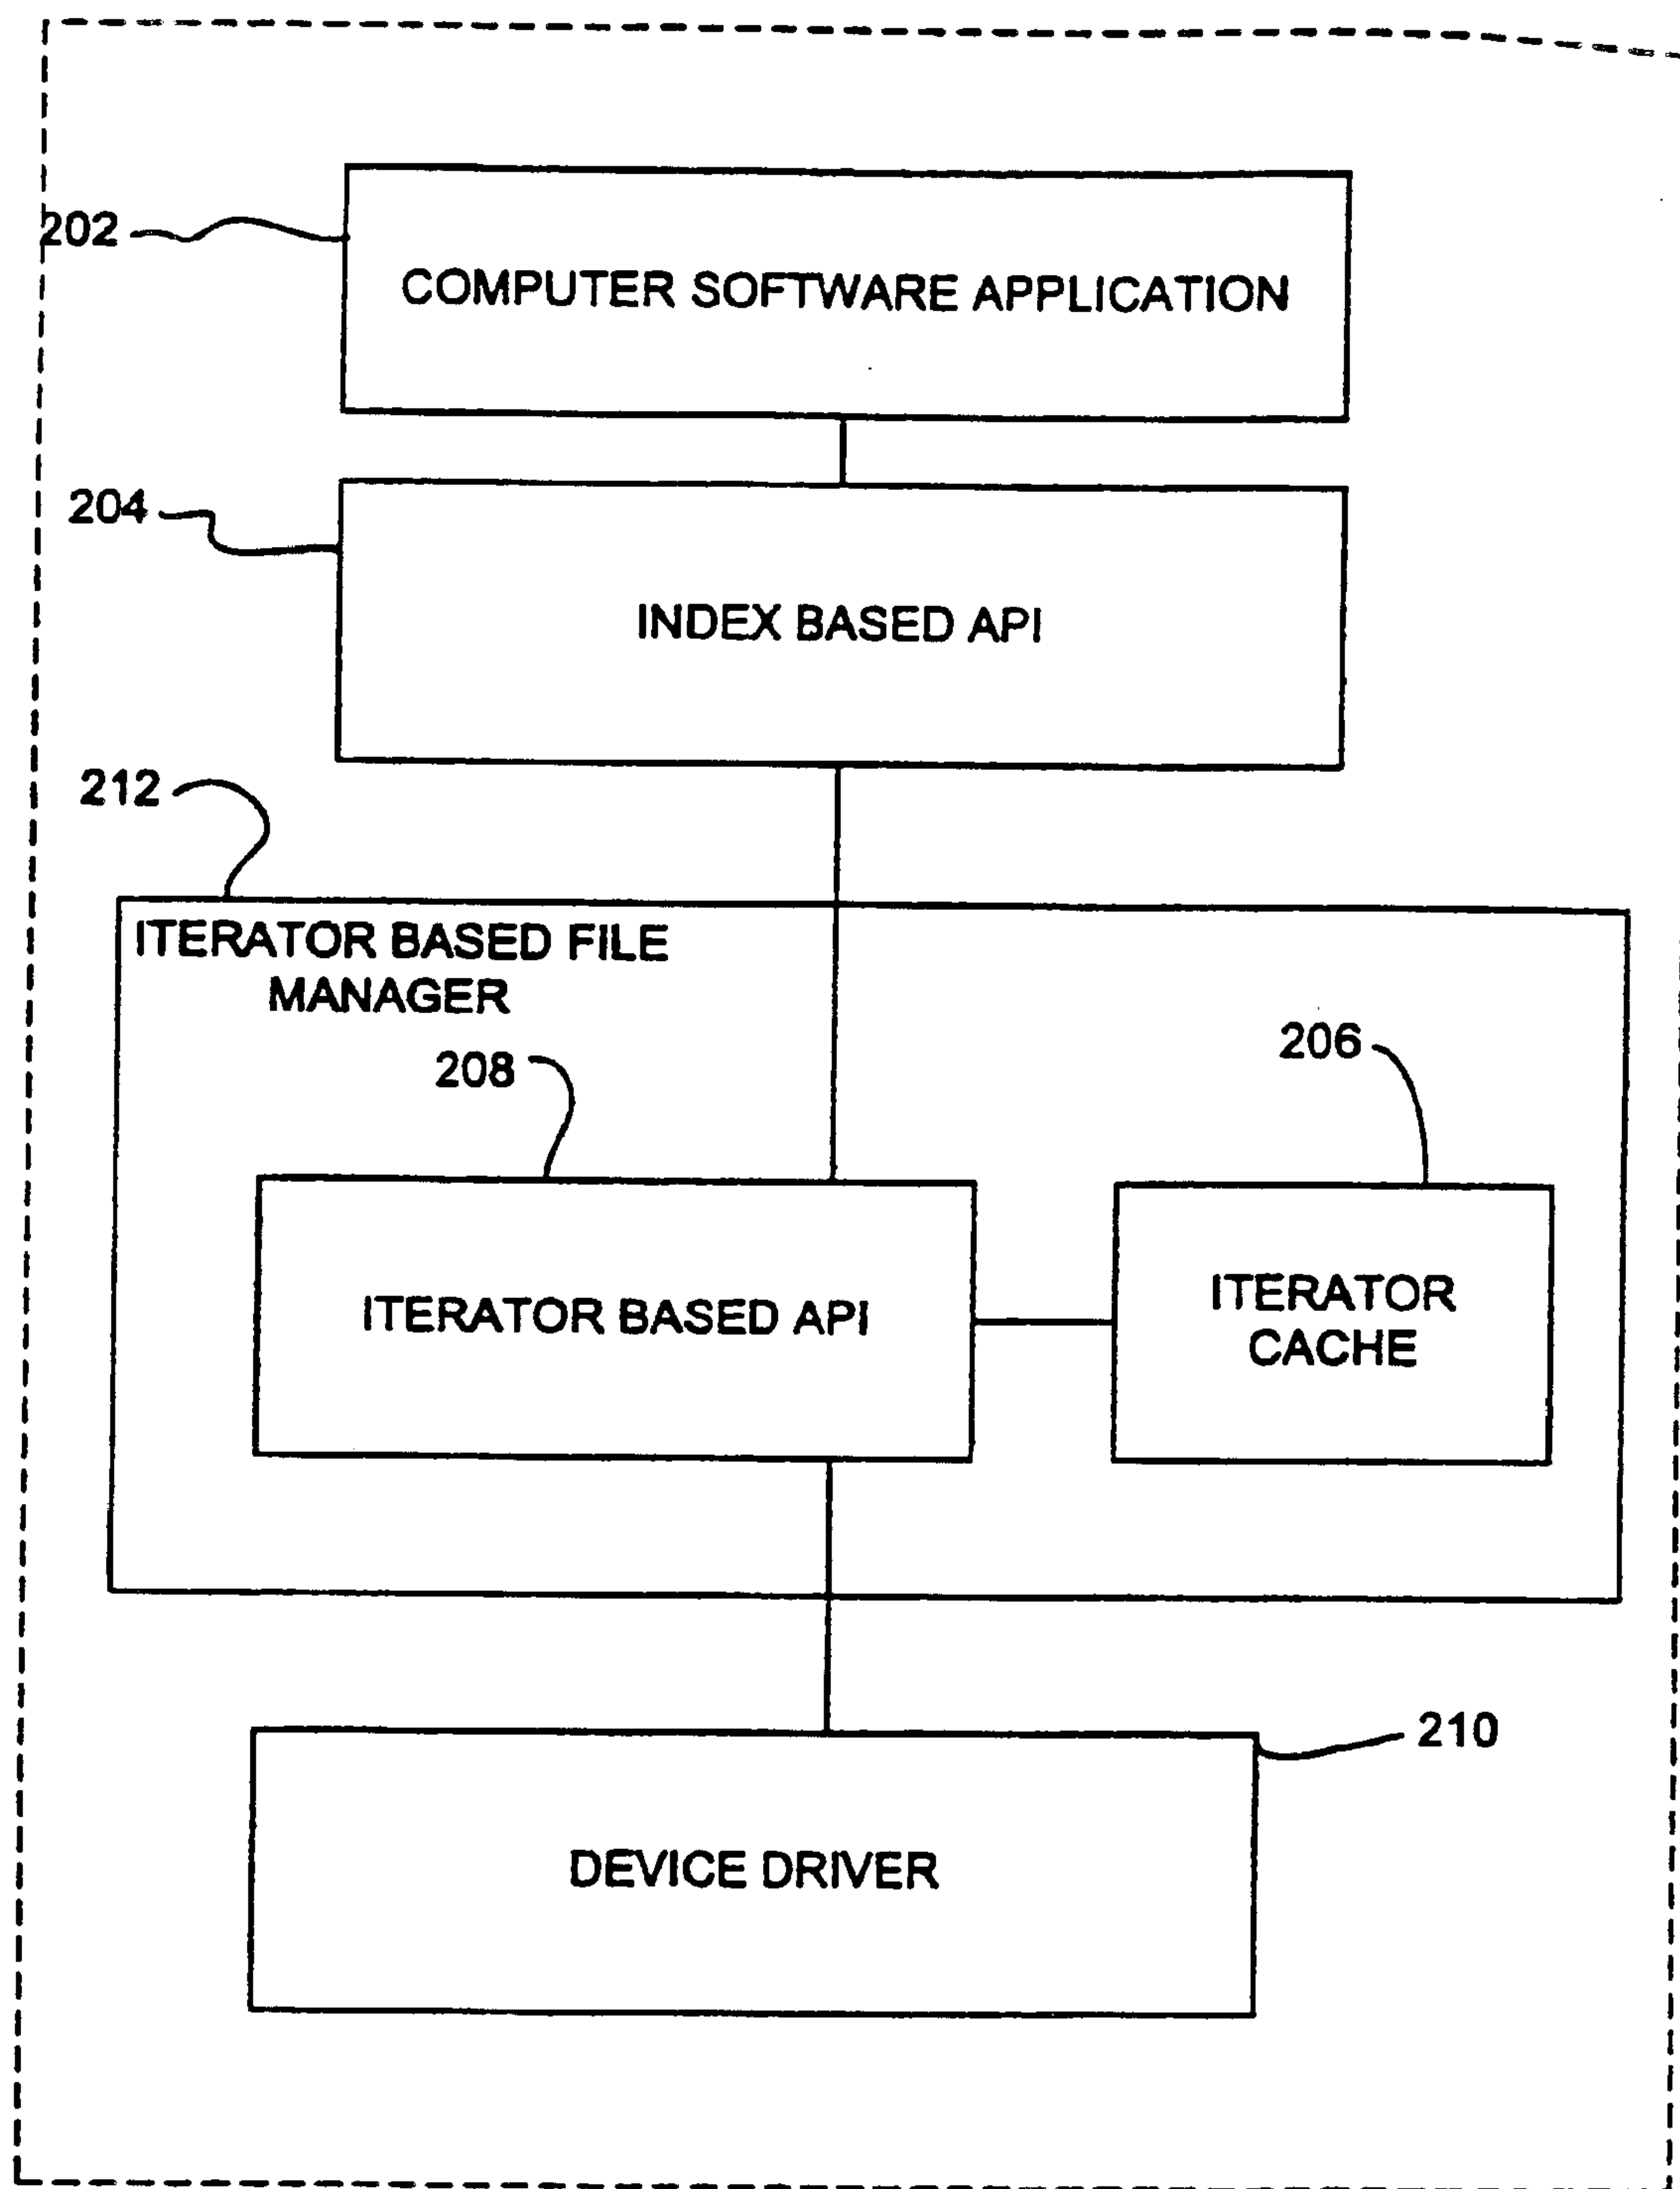 202
COMPUTER SOFTWARE APPLICATION
204
INDEX BASED API
212
ITERATOR BASED FILE
MANAGER
208
206
ITERATOR BASED API
ITERATOR
CACHE
210
DEVICE DRIVER